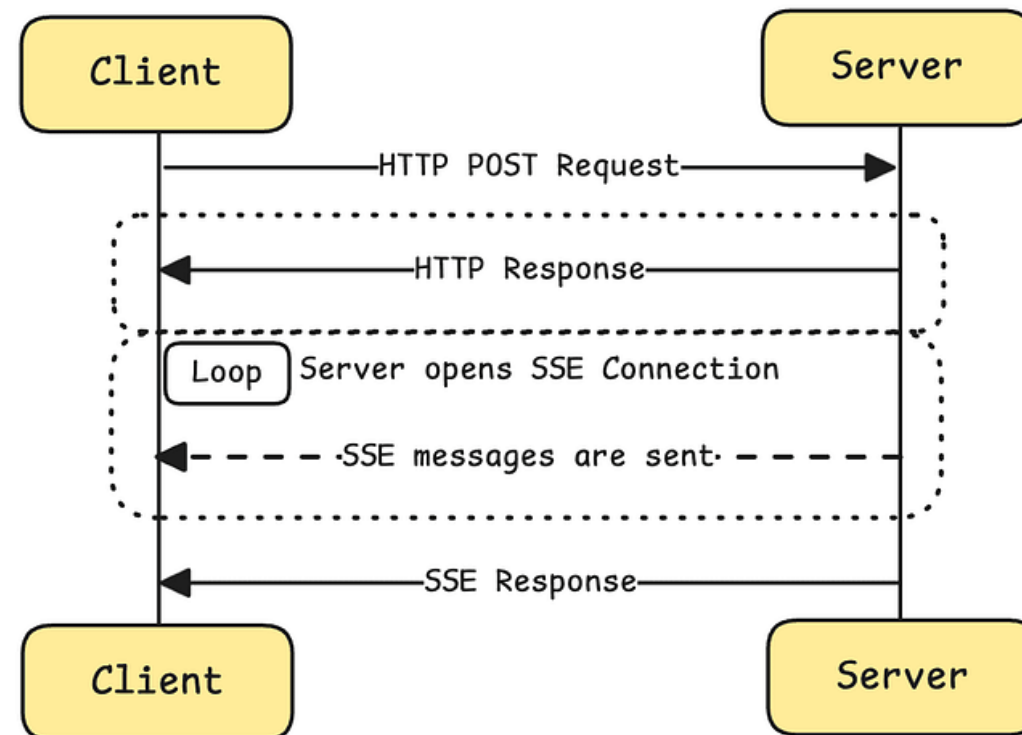 Client
Server
HTTP POST Request
HTTP Response
Loop
Server opens SSE Connection
SSE messages are sent
SSE Response
Client
Server